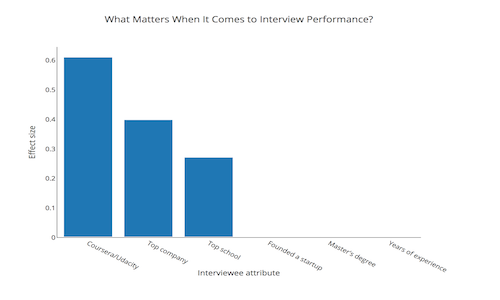 What Matters When It Comes to Interview Performance?
Effect size
0.6
0.5
0.4
0.3
0.2
0.1
0
Coursera/Udacity
Top company
Top school
Founded a startup
Master's degree
Years of experience
Interviewee attribute